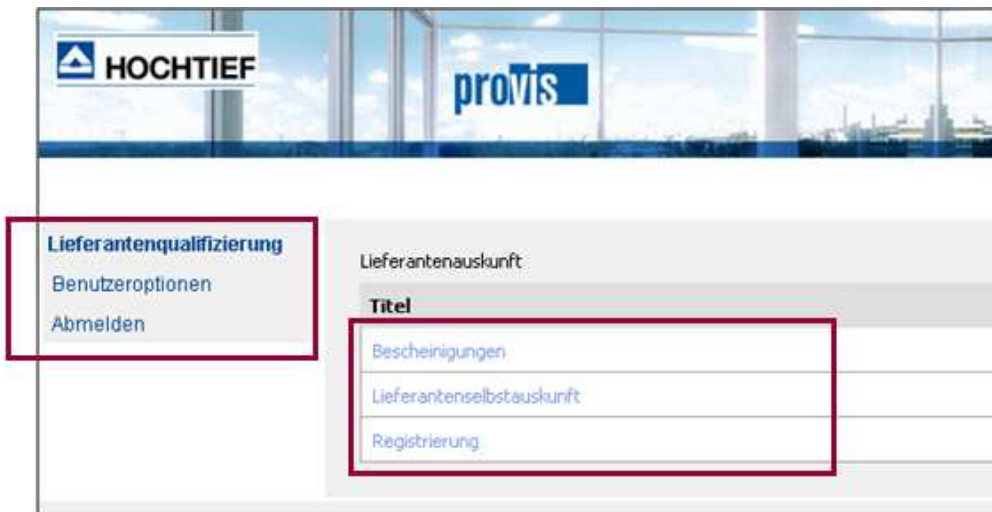 HOCHTIEF
provis
Lieferantenqualifizierung
Benutzeroptionen
Abmelden
Lieferantenauskunft
Titel
Bescheinigungen
Lieferantenselbstauskunft
Registrierung